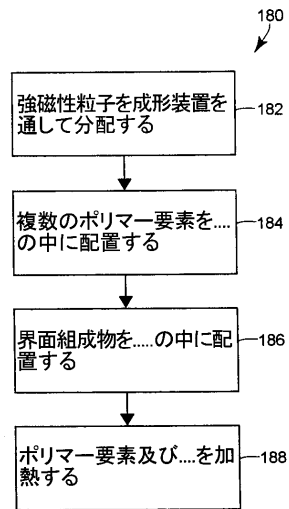 180
強磁性粒子を成形装置を
通して分配する
182
複数のポリマー要素を....
の中に配置する
184
界面組成物を.....の中に配
置する
186
ポリマー要素及び....を加
熱する
188